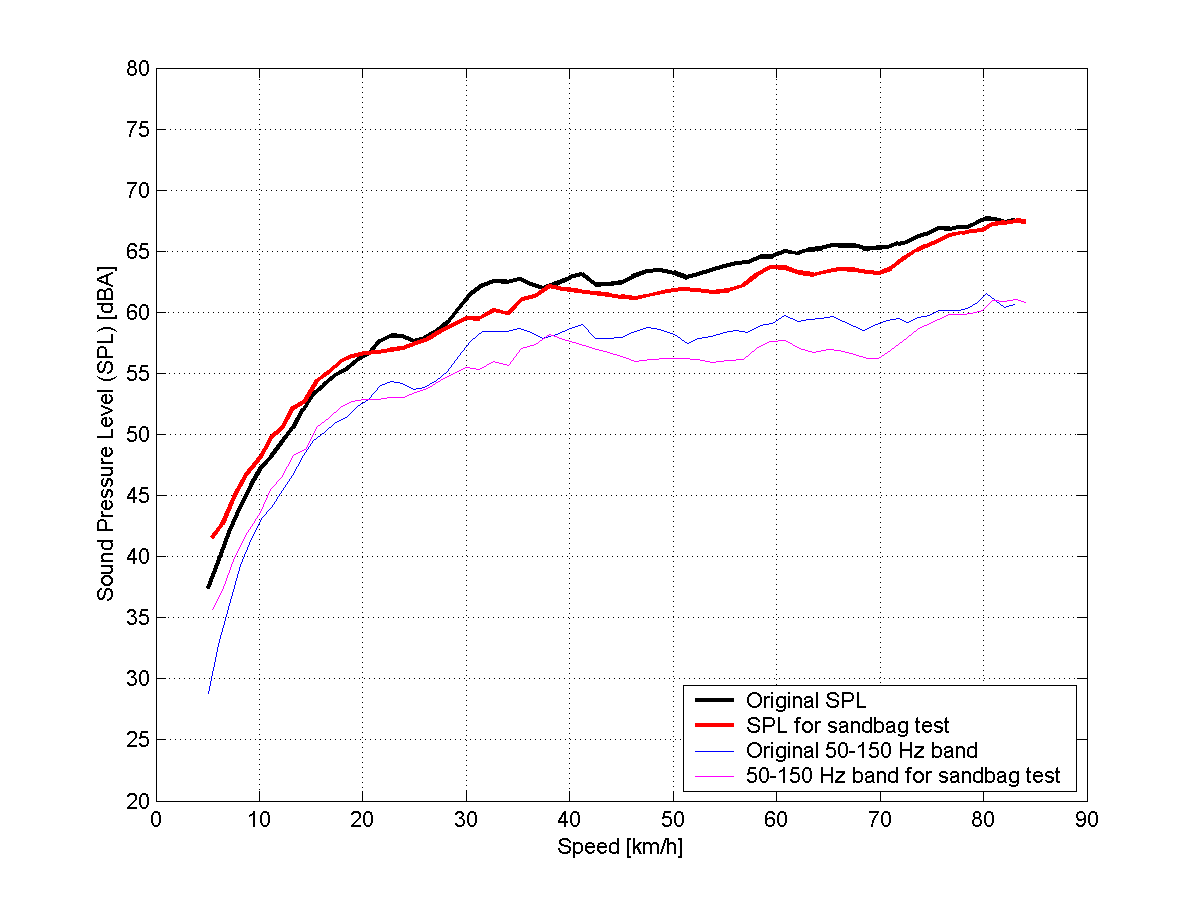 80
75
70
65
60
55
50
45
40
35
30
25
20
0 10 20 30 40 50 60 70 80 90
Sound Pressure Level (SPL) [dBA]
Speed [km/h]
Original SPL
SPL for sandbag test
Original 50-150 Hz band
50-150 Hz band for sandbag test